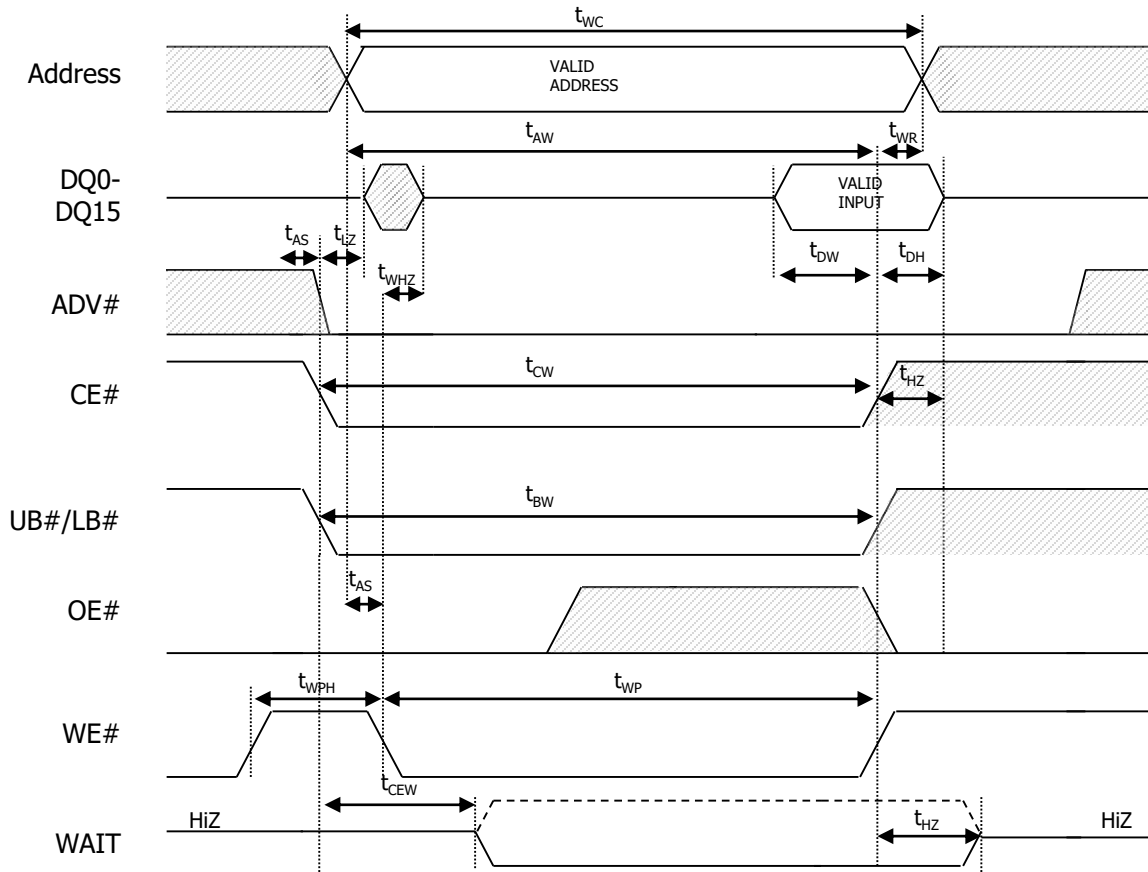 tWC
Address
VALID
ADDRESS
tAW
tWR
DQ0-
DQ15
VALID
INPUT
tAS
tLZ
tWHZ
tDW
tDH
ADV#
tCW
tHZ
CE#
tBW
UB#/LB#
tAS
OE#
tWPH
tWP
WE#
tCEW
HiZ
tHZ
HiZ
WAIT